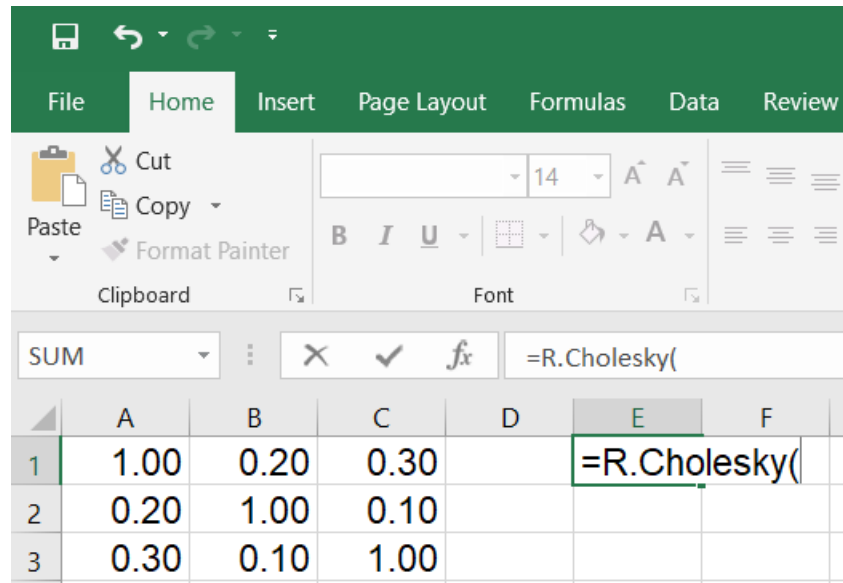 File Home Insert Page Layout Formulas Data Review
Cut
Copy
Paste
Format Painter
14 A A
B I U A
Clipboard Font
SUM fx =R.Cholesky(
A B C D E F
1 1.00 0.20 0.30 =R.Cholesky(
2 0.20 1.00 0.10
3 0.30 0.10 1.00